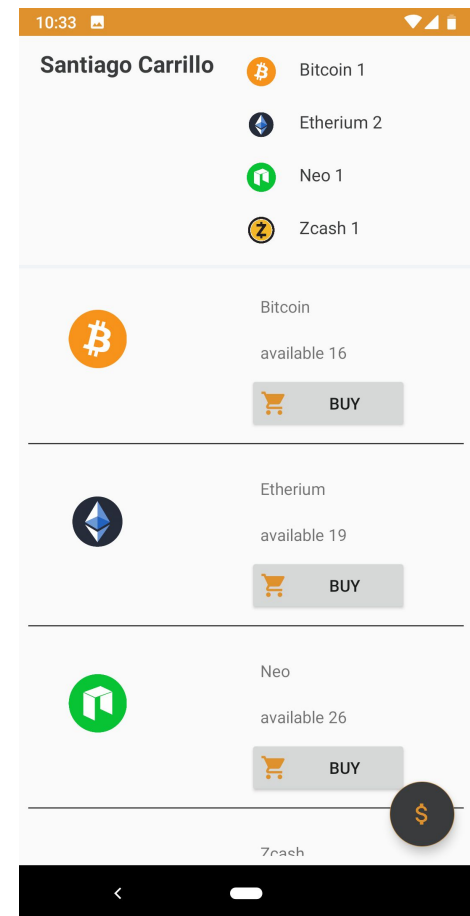 10:33
Santiago Carrillo
Bitcoin 1
Etherium 2
Neo 1
Zcash 1
Bitcoin
available 16
BUY
Etherium
available 19
BUY
Neo
available 26
BUY
$
Zcash